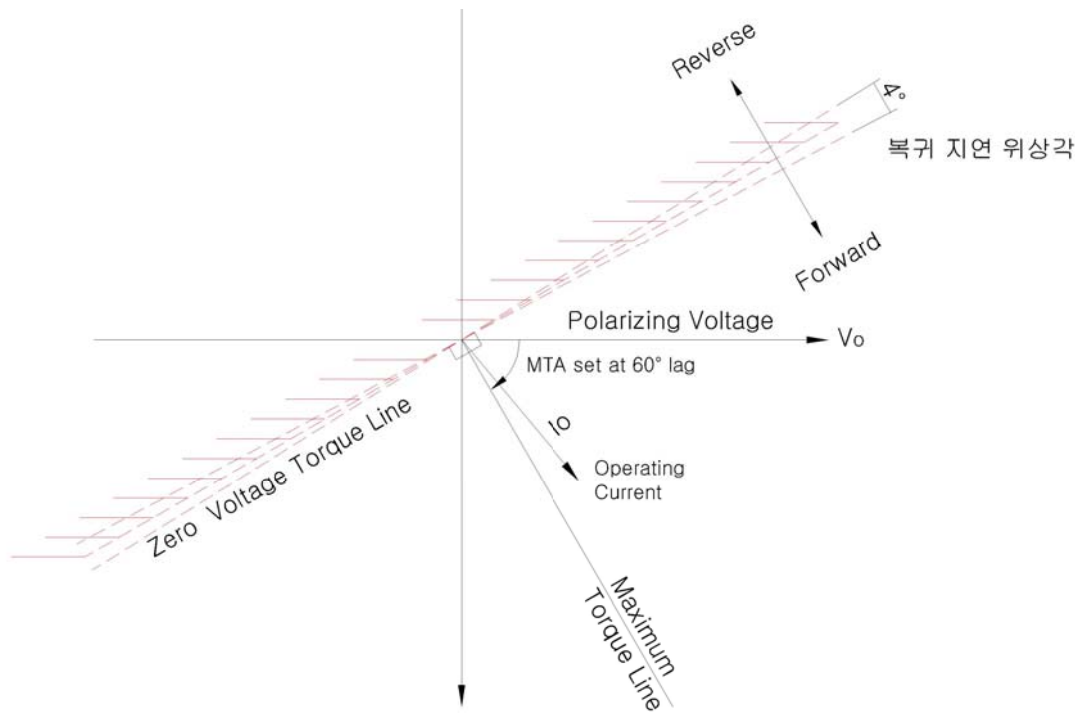 Reverse
4°
복귀 지연 위상각
Forward
Polarizing Voltage
Vo
MTA set at 60° lag
Io
Operating
Current
Zero Voltage Torque Line
Maximum
Torque Line